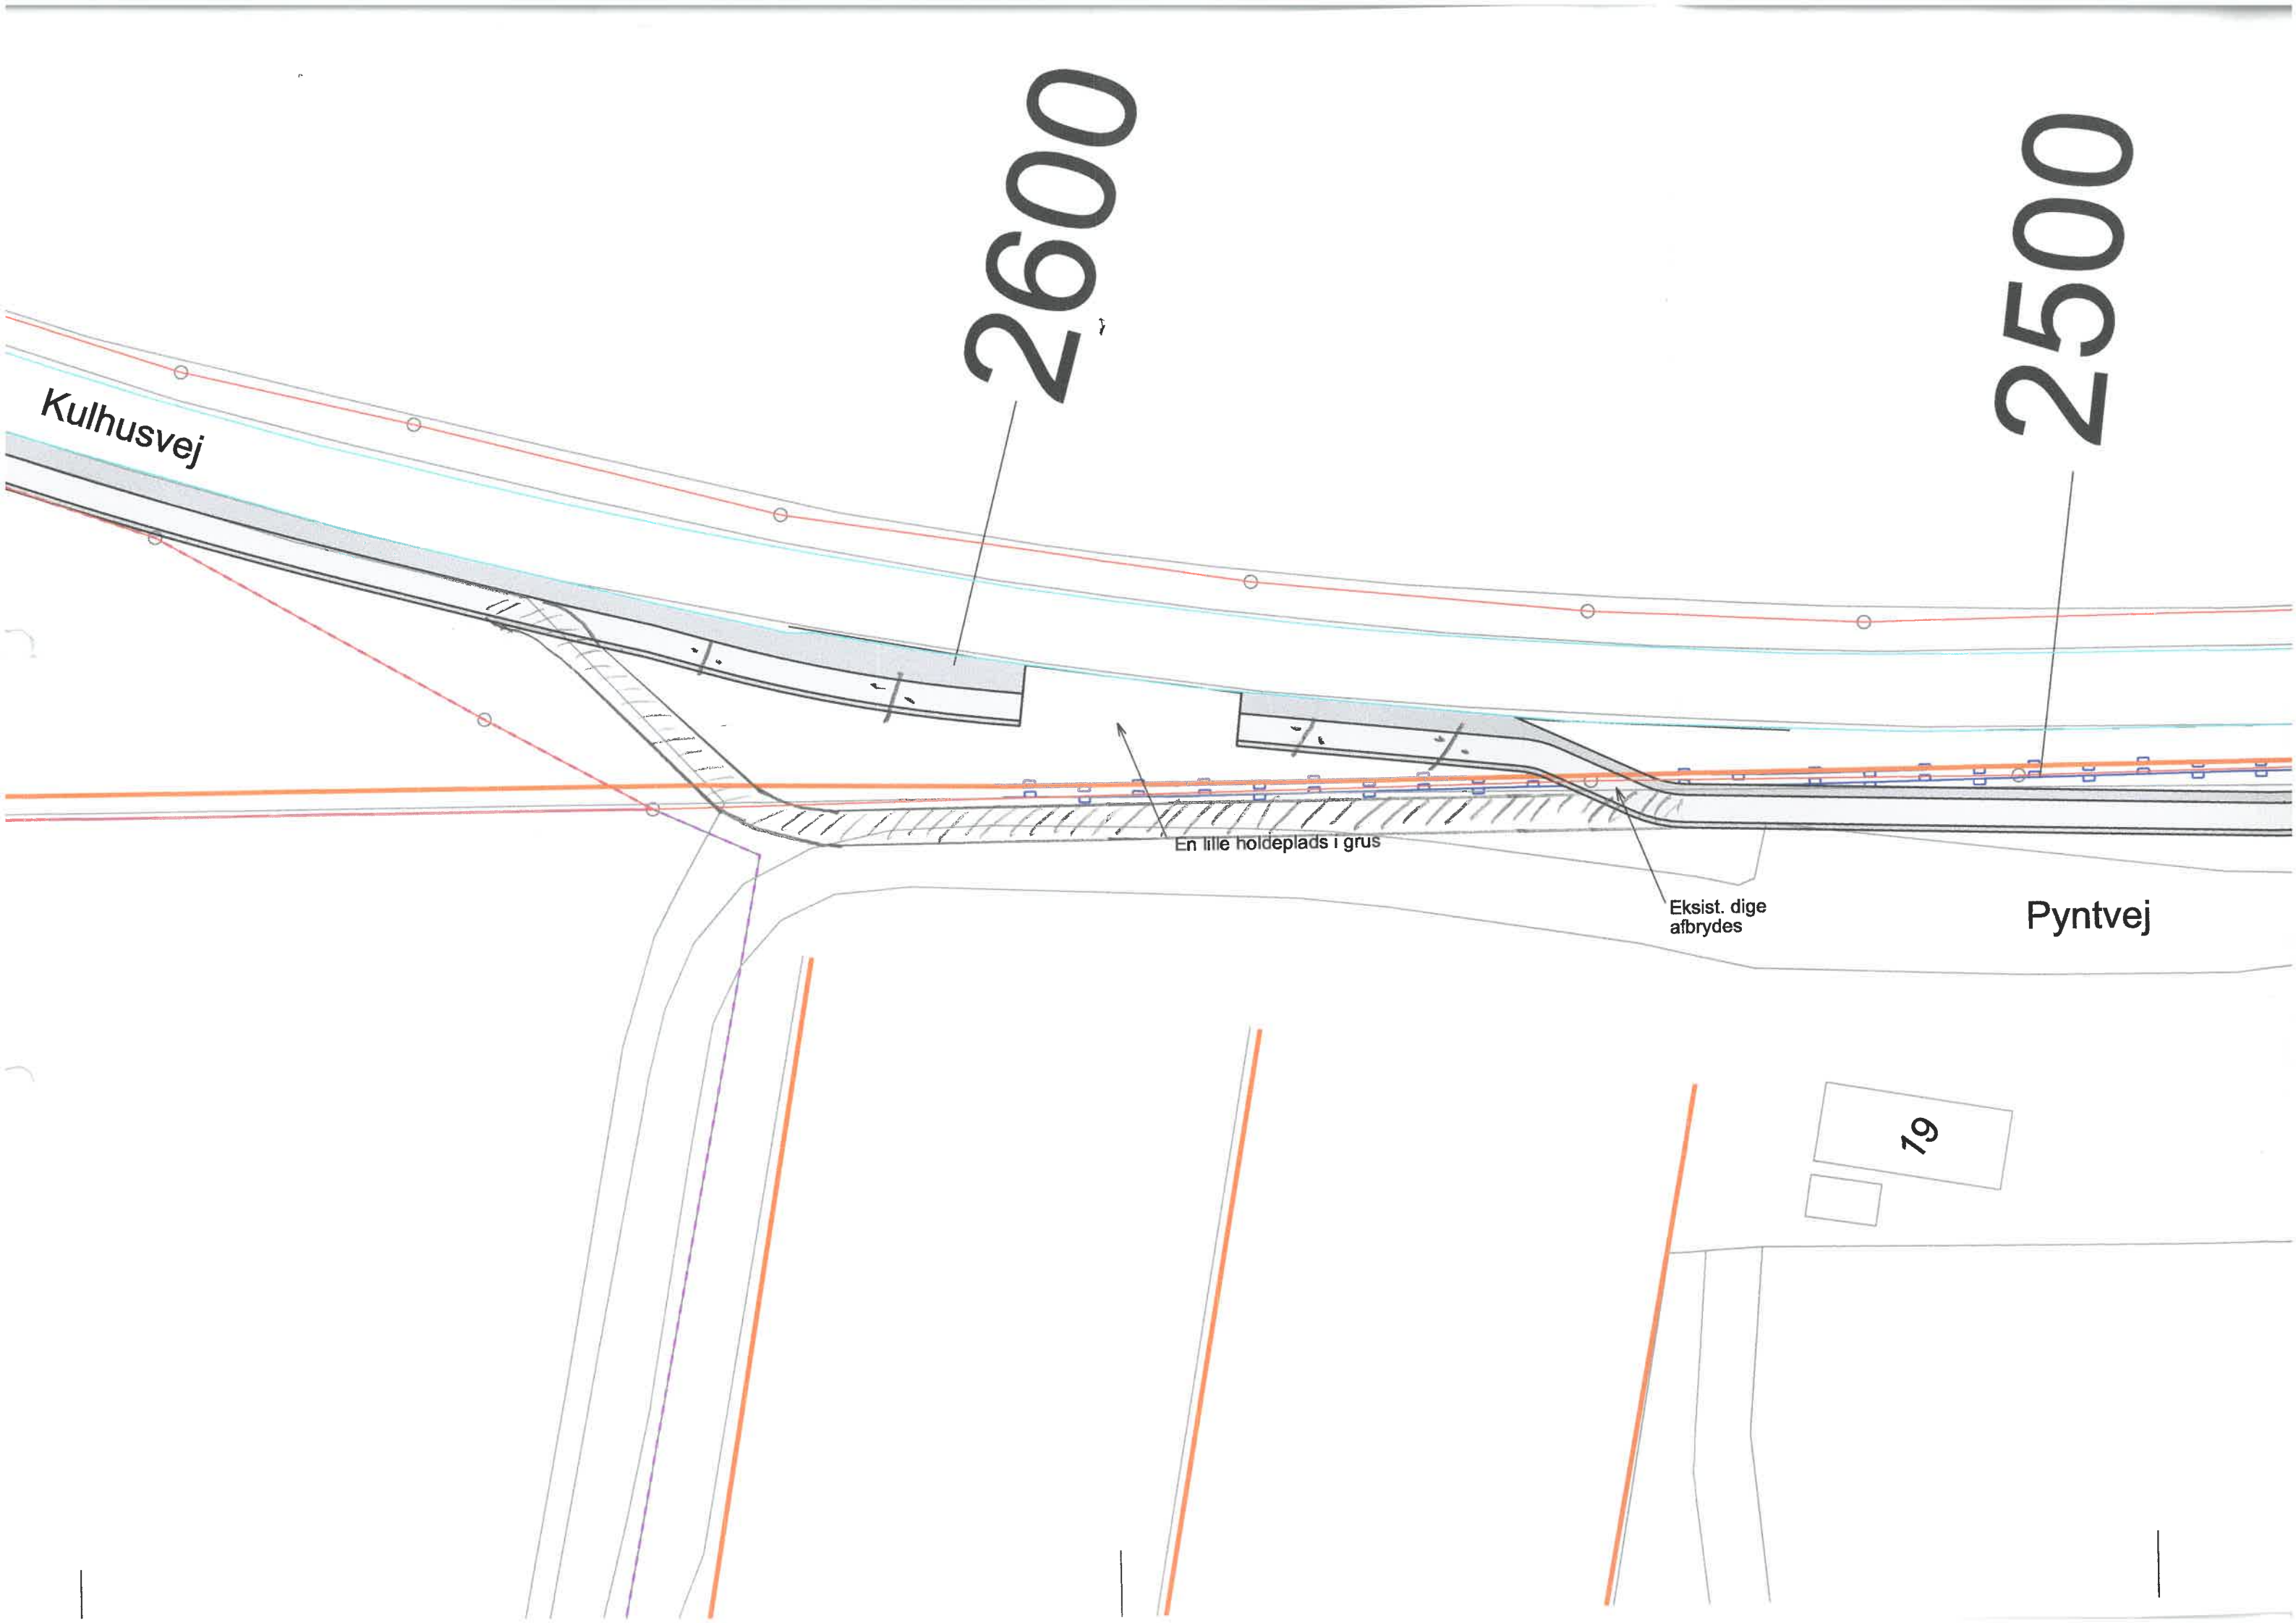 2600
2500
Kulhusvej
En lille holdeplads i grus
Eksist. dige
afbrydes
Pyntvej
19